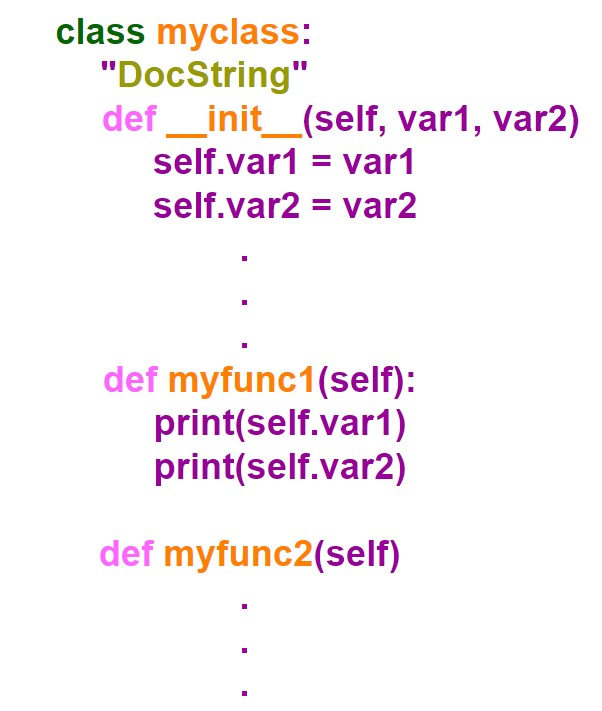 class myclass:
"DocString"
def __init__(self, var1, var2)
self.var1 = var1
self.var2 = var2
.
.
.
def myfunc1(self):
print(self.var1)
print(self.var2)
def myfunc2(self)
.
.
.